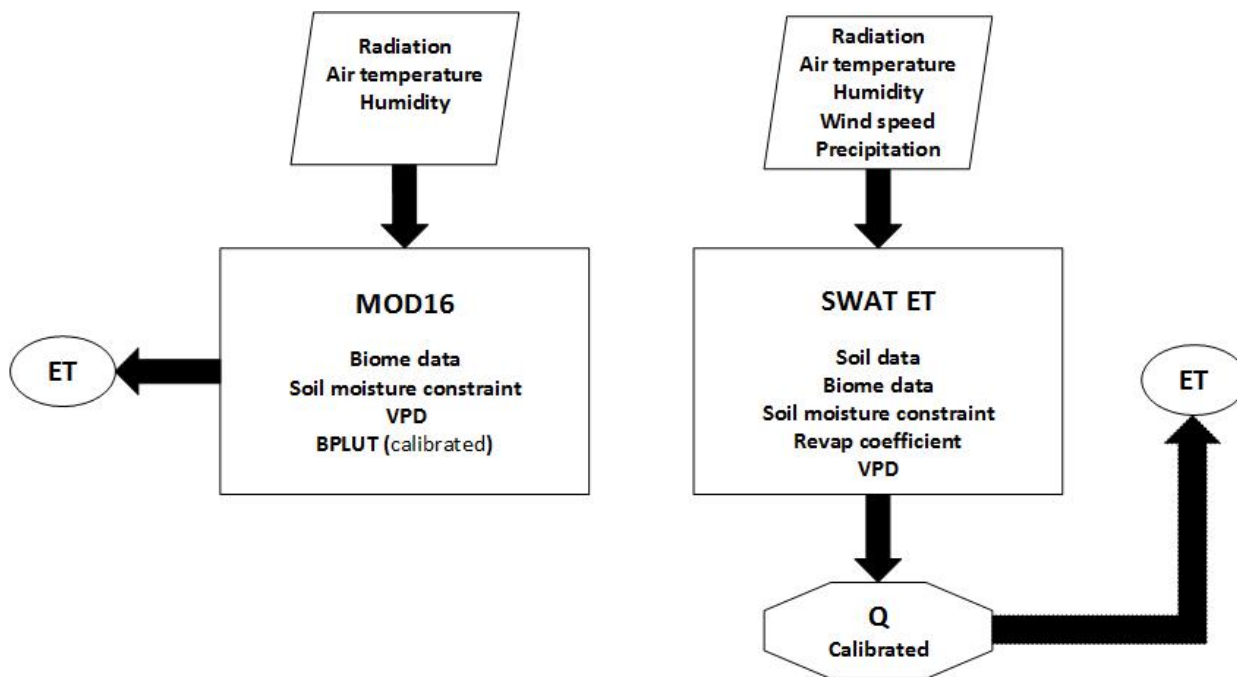 Radiation
Air temperature
Humidity
MOD16
Biome data
Soil moisture constraint
VPD
BPLUT (calibrated)
ET
Radiation
Air temperature
Humidity
Wind speed
Precipitation
SWAT ET
Soil data
Biome data
Soil moisture constraint
Revap coefficient
VPD
Q
Calibrated
ET